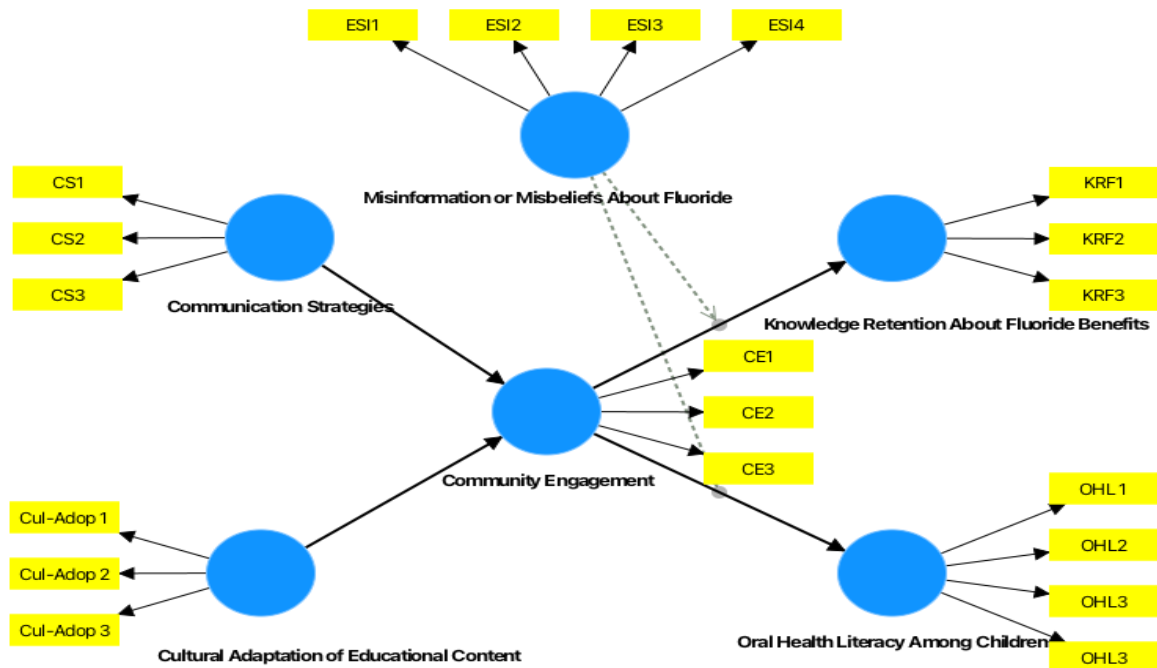 ESI1
ESI2
ESI3
ESI4
Misinformation or Misbeliefs About Fluoride
CS1
CS2
CS3
Communication Strategies
KRF1
KRF2
KRF3
Knowledge Retention About Fluoride Benefits
CE1
CE2
CE3
Community Engagement
Cul-Adop 1
Cul-Adop 2
Cul-Adop 3
Cultural Adaptation of Educational Content
OHL1
OHL2
OHL3
OHL3
Oral Health Literacy Among Children